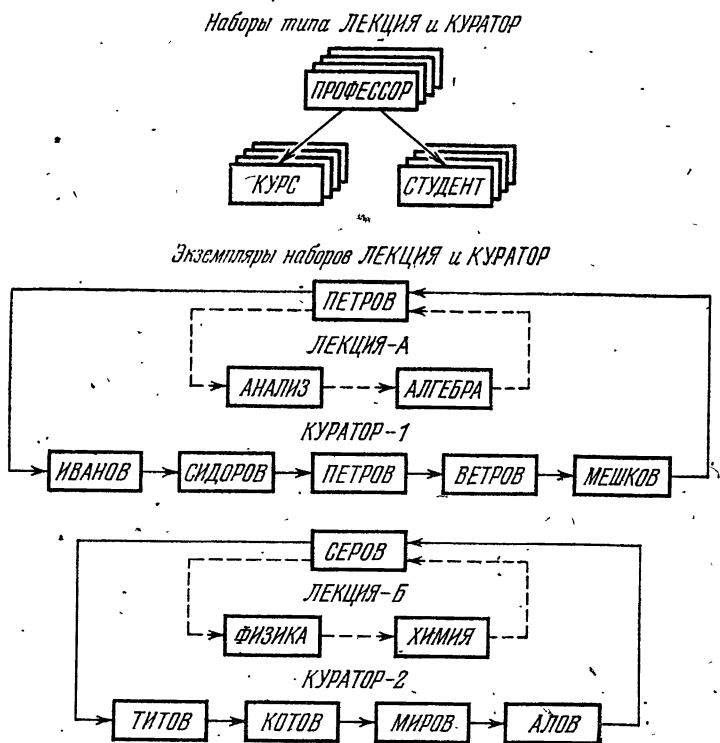 Наборы типа ЛЕКЦИЯ и КУРАТОР
ПРОФЕССОР
КУРС
СТУДЕНТ
Экземпляры наборов ЛЕКЦИЯ и КУРАТОР
ПЕТРОВ
ЛЕКЦИЯ-А
АНАЛИЗ
АЛГЕБРА
КУРАТОР-1
ИВАНОВ
СИДОРОВ
ПЕТРОВ
ВЕТРОВ
МЕШКОВ
СЕРОВ
ЛЕКЦИЯ-Б
ФИЗИКА
ХИМИЯ
КУРАТОР-2
ТИТОВ
КОТОВ
МИРОВ
АЛОВ